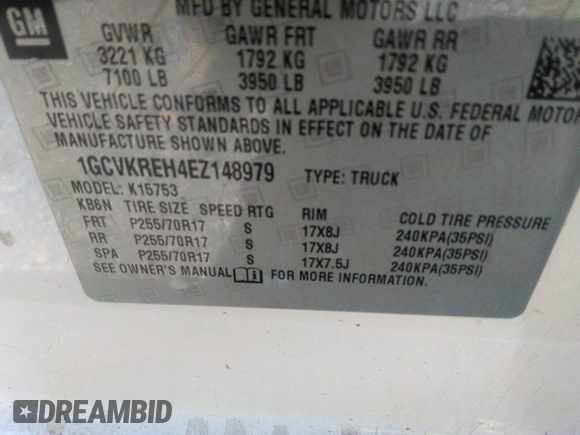 MFD BY GENERAL MOTORS LLC
GM
GVWR GAWR FRT GAWR RR
3221 KG 1792 KG 1792 KG
7100 LB 3950 LB 3950 LB
THIS VEHICLE CONFORMS TO ALL APPLICABLE U.S. FEDERAL MOTOR
VEHICLE SAFETY STANDARDS IN EFFECT ON THE DATE OF
MANUFACTURE SHOWN ABOVE.
1GCVKREH4EZ148979 TYPE: TRUCK
MODEL: K15753
KB6N TIRE SIZE SPEED RTG RIM COLD TIRE PRESSURE
FRT P255/70R17 S 17X8J 240KPA(35PSI)
RR P255/70R17 S 17X8J 240KPA(35PSI)
SPA P255/70R17 S 17X7.5J 240KPA(35PSI)
SEE OWNER'S MANUAL FOR MORE INFORMATION.
DREAMBID